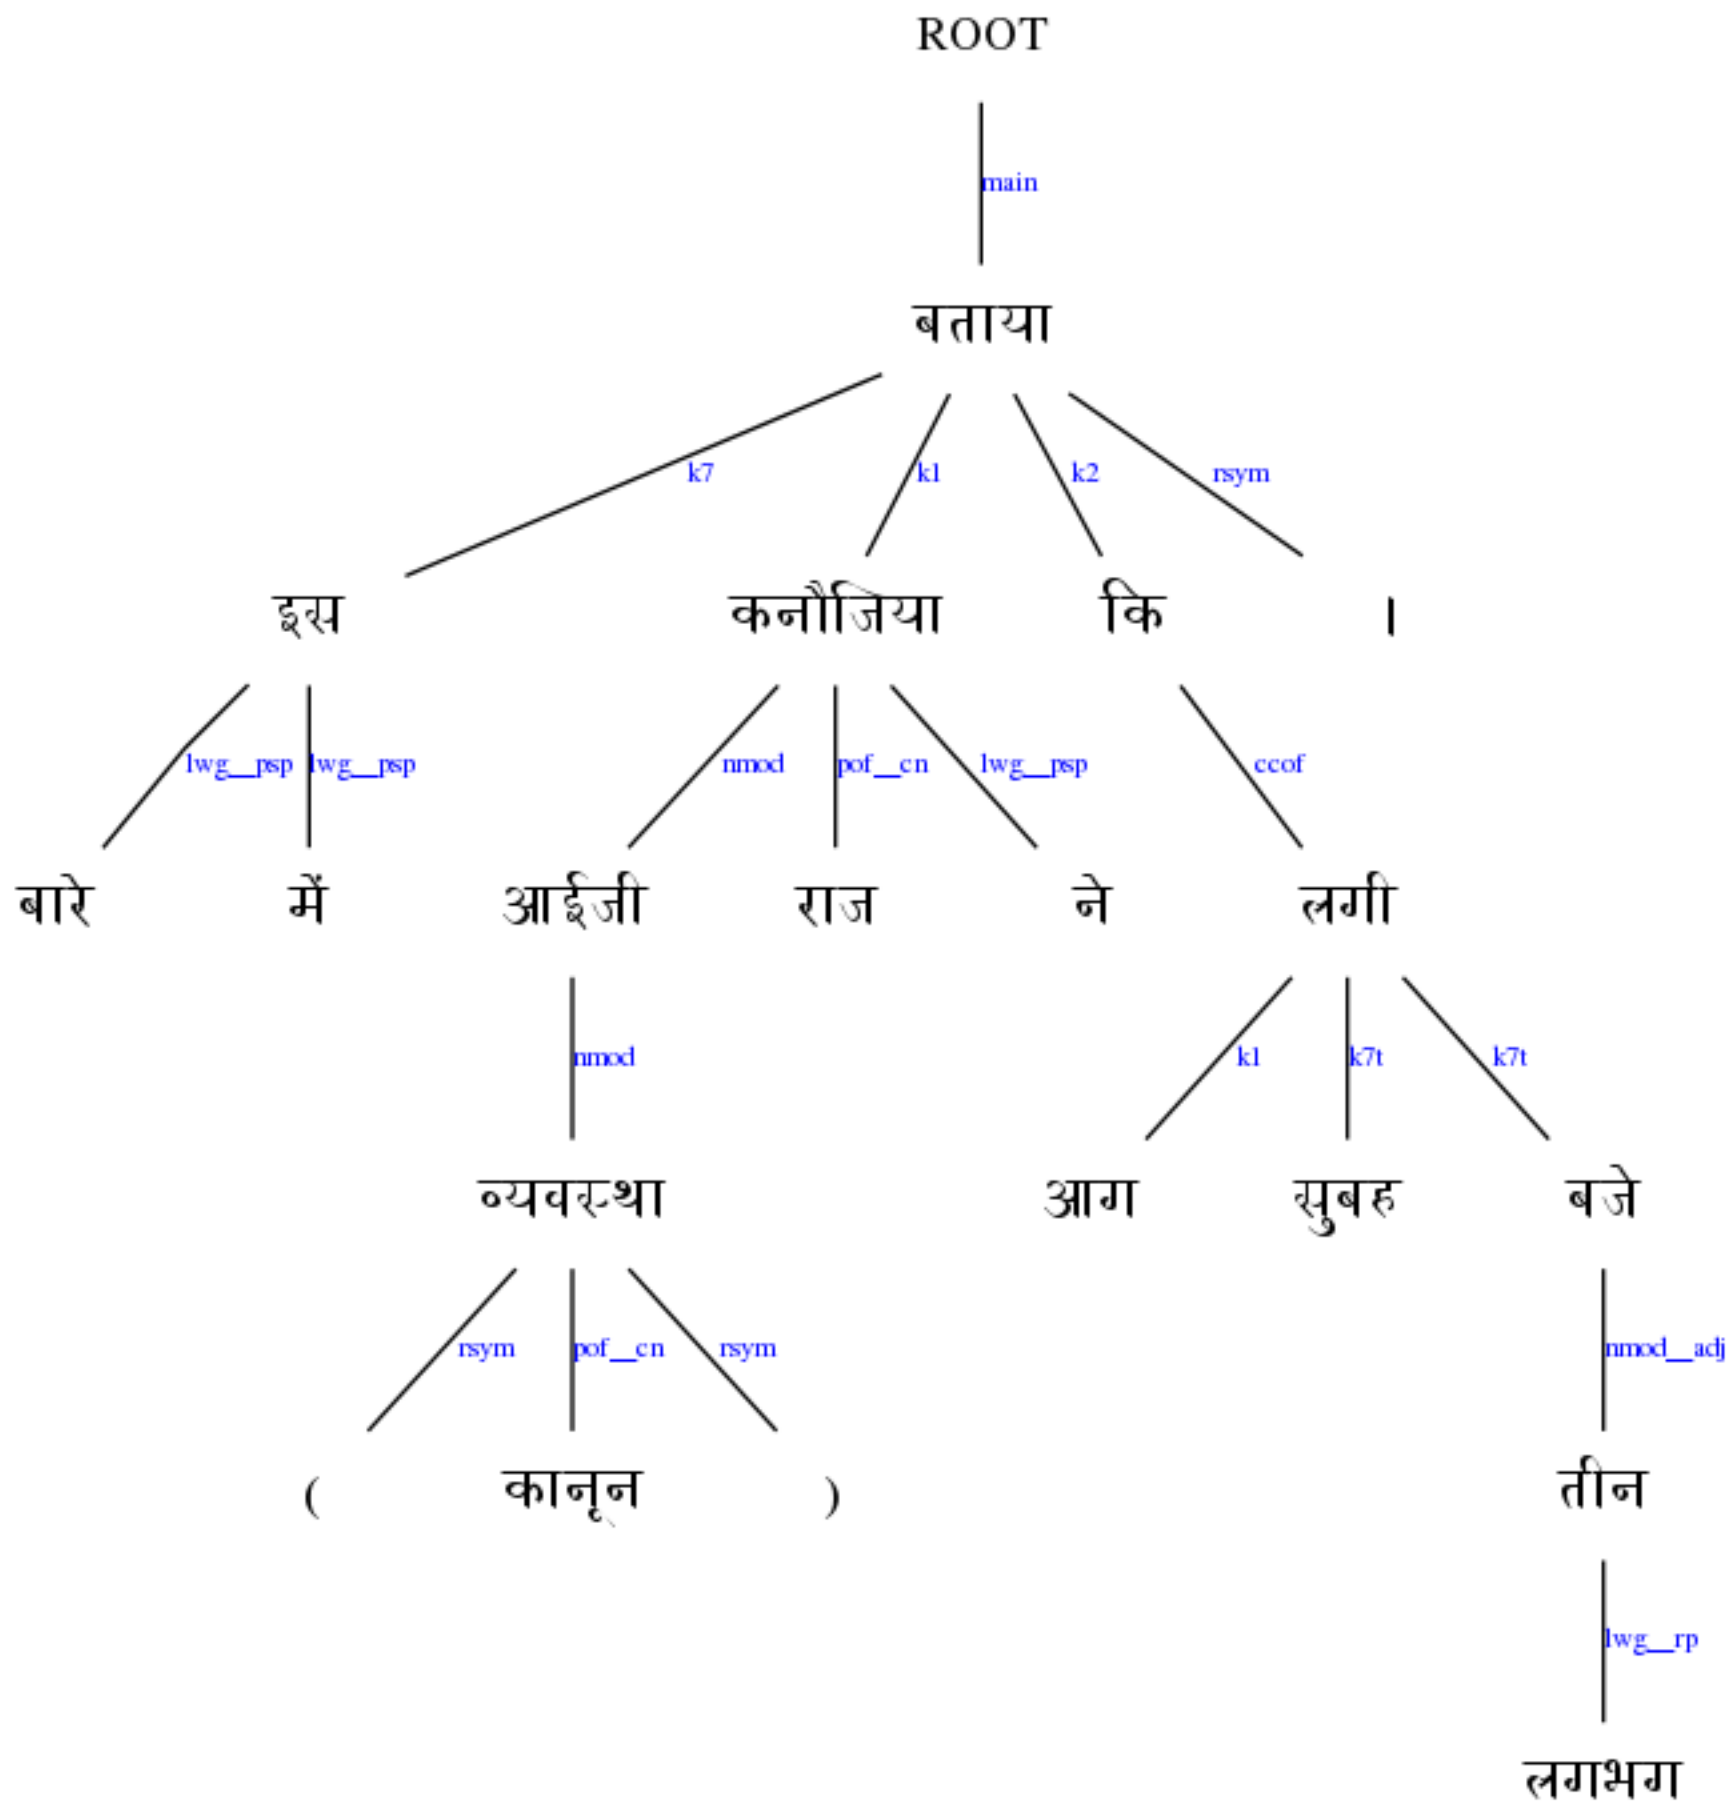 ROOT
main
बताया
k7 k1 k2 rsym
इस कनौजिया कि ।
lwg__psp lwg__psp nmod pof__cn lwg__psp ccof
बारे में आईजी राज ने लगी
nmod k1 k7t k7t
व्यवस्था आग सुबह बजे
rsym pof__cn rsym nmod__adj
( कानून ) तीन
lwg__rp
लगभग